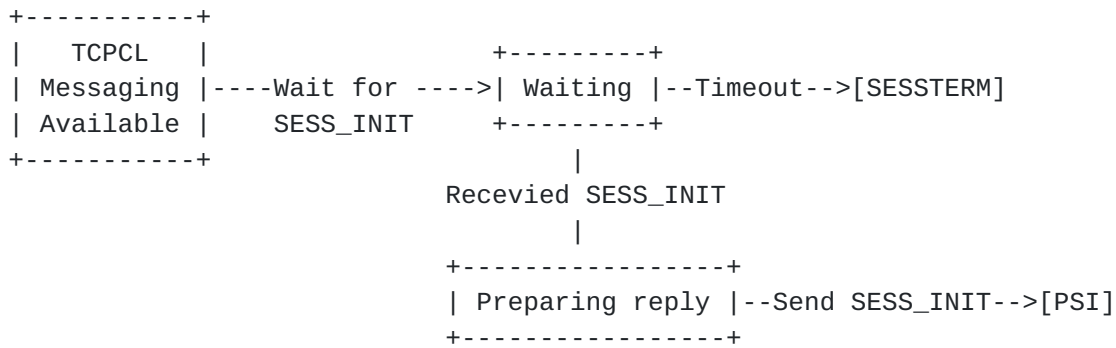 +-----------+
|   TCPCL   |                 +---------+
| Messaging |----Wait for ---->| Waiting |--Timeout-->[SESSTERM]
| Available |    SESS_INIT     +---------+
+-----------+                      |
                          Recevied SESS_INIT
                                   |
                          +-----------------+
                          | Preparing reply |--Send SESS_INIT-->[PSI]
                          +-----------------+